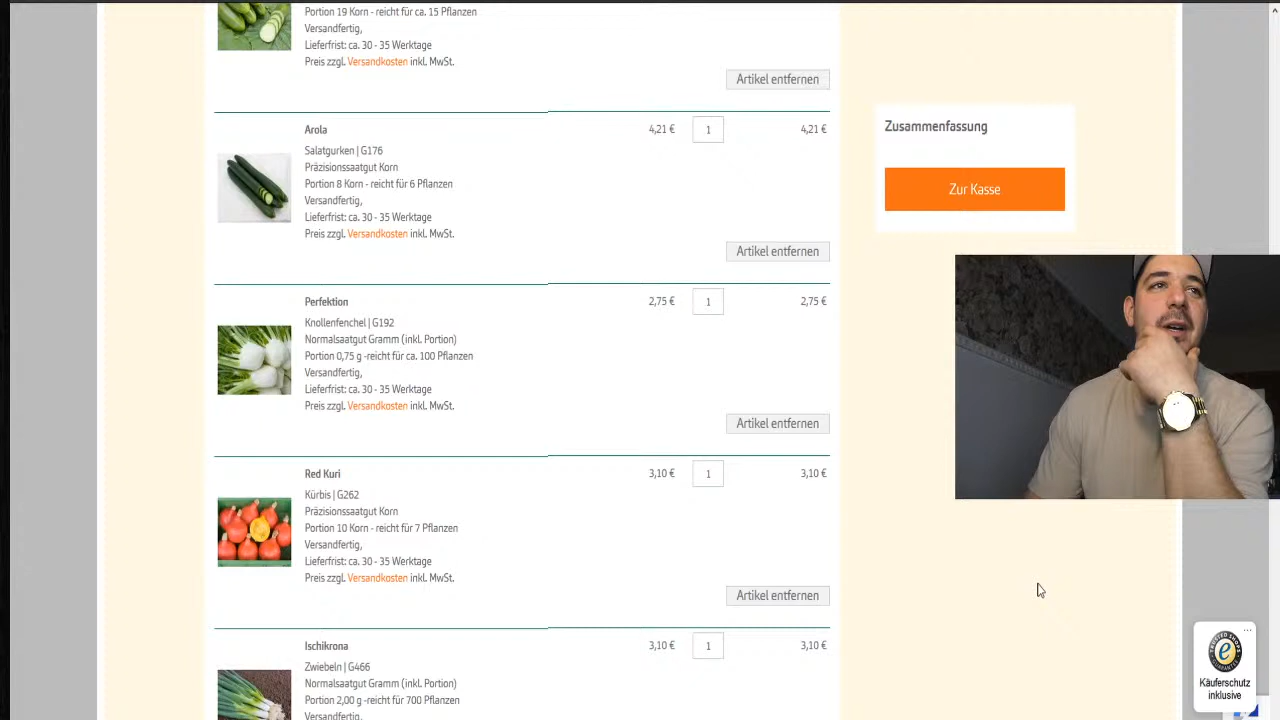 Portion 19 Korn - reicht für ca. 15 Pflanzen
Versandfertig,
Lieferfrist: ca. 30 - 35 Werktage
Preis zzgl. Versandkosten inkl. MwSt.
Artikel entfernen
Arola 4,21 € 1 4,21 €
Salatgurken | G176
Präzisionssaatgut Korn
Portion 8 Korn - reicht für 6 Pflanzen
Versandfertig,
Lieferfrist: ca. 30 - 35 Werktage
Preis zzgl. Versandkosten inkl. MwSt.
Artikel entfernen
Perfektion 2,75 € 1 2,75 €
Knollenfenchel | G192
Normalsaatgut Gramm (inkl. Portion)
Portion 0,75 g -reicht für ca. 100 Pflanzen
Versandfertig,
Lieferfrist: ca. 30 - 35 Werktage
Preis zzgl. Versandkosten inkl. MwSt.
Artikel entfernen
Red Kuri 3,10 € 1 3,10 €
Kürbis | G262
Präzisionssaatgut Korn
Portion 10 Korn - reicht für 7 Pflanzen
Versandfertig,
Lieferfrist: ca. 30 - 35 Werktage
Preis zzgl. Versandkosten inkl. MwSt.
Artikel entfernen
Ischikrona 3,10 € 1 3,10 €
Zwiebeln | G466
Normalsaatgut Gramm (inkl. Portion)
Portion 2,00 g -reicht für 700 Pflanzen
Versandfertig,
Zusammenfassung
Zur Kasse
Käuferschutz
inklusive